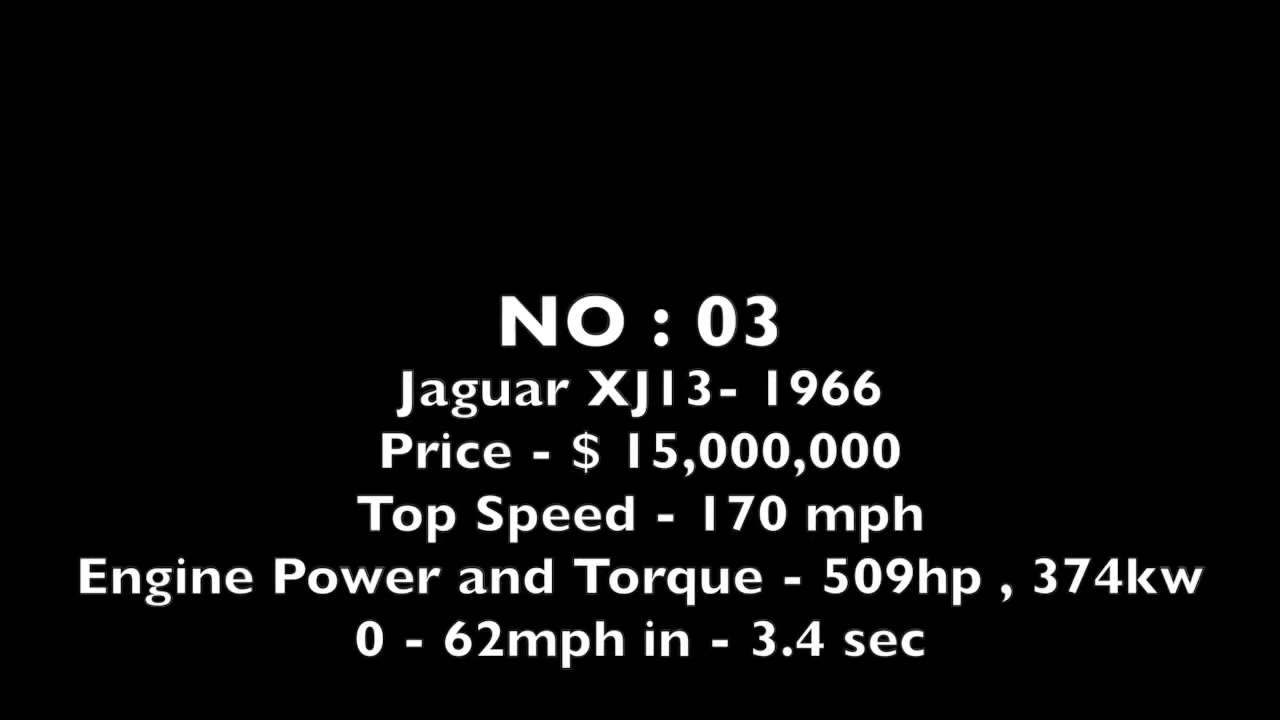 NO : 03
Jaguar XJ13- 1966
Price - $ 15,000,000
Top Speed - 170 mph
Engine Power and Torque - 509hp , 374kw
0 - 62mph in - 3.4 sec